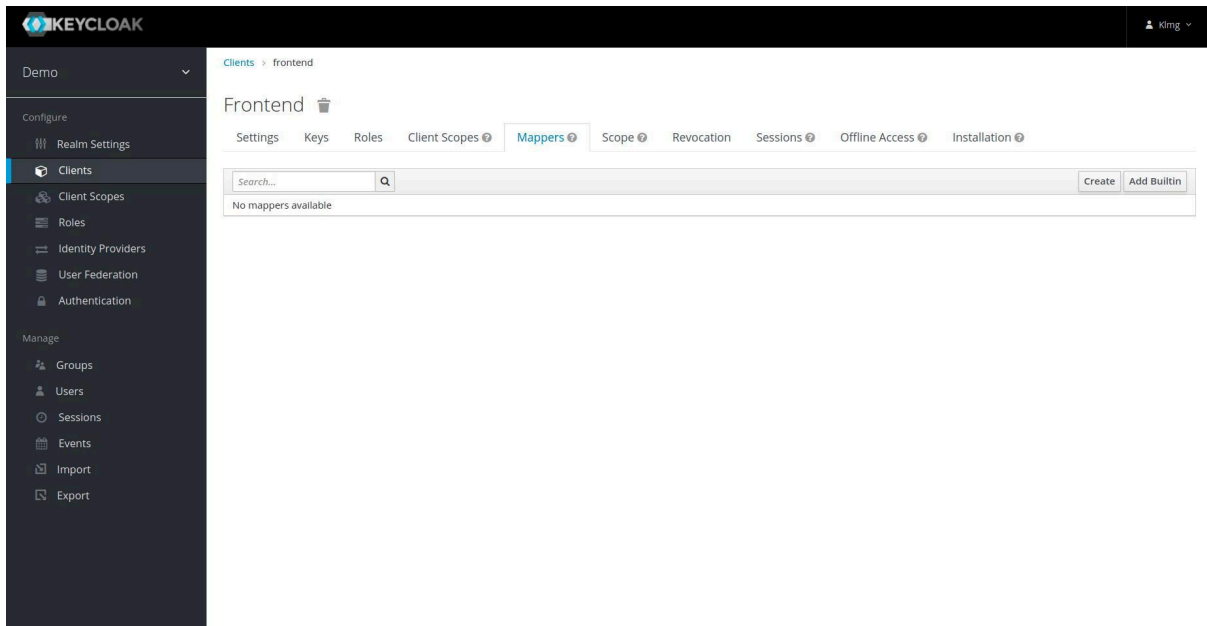 KEYCLOAK
Klmg
Demo
Clients > frontend
Frontend
Configure
Settings Keys Roles Client Scopes Mappers Scope Revocation Sessions Offline Access Installation
Realm Settings
Clients
Search... Create Add Builtin
Client Scopes
No mappers available
Roles
Identity Providers
User Federation
Authentication
Manage
Groups
Users
Sessions
Events
Import
Export